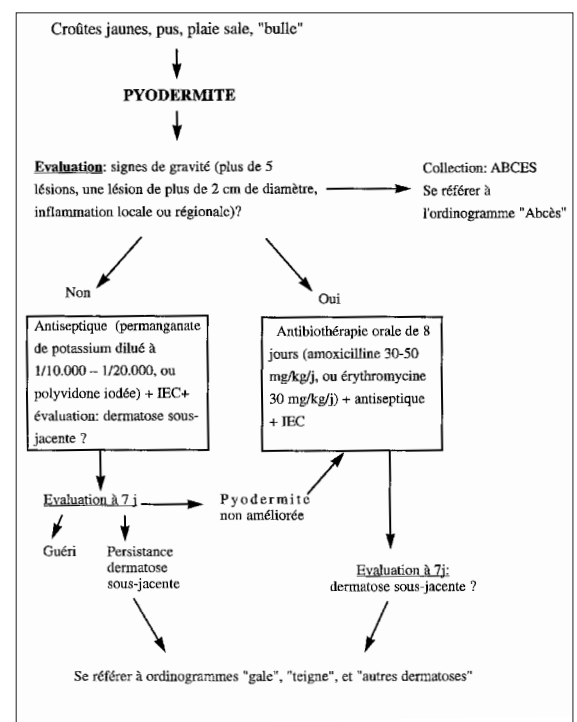 Croûtes jaunes, pus, plaie sale, "bulle"
PYODERMITE
Evaluation: signes de gravité (plus de 5
lésions, une lésion de plus de 2 cm de diamètre,
inflammation locale ou régionale)?
Collection: ABCES
Se référer à
l'ordinogramme "Abcès"
Non
Oui
Antiseptique (permanganate
de potassium dilué à
1/10.000 – 1/20.000, ou
polyvidone iodée) + IEC+
évaluation: dermatose sous-
jacente ?
Antibiothérapie orale de 8
jours (amoxicilline 30-50
mg/kg/j, ou érythromycine
30 mg/kg/j) + antiseptique
+ IEC
Evaluation à 7 j
Pyodermite
non améliorée
Guéri
Persistance
dermatose
sous-jacente
Evaluation à 7j:
dermatose sous-jacente ?
Se référer à ordinogrammes "gale", "teigne", et "autres dermatoses"